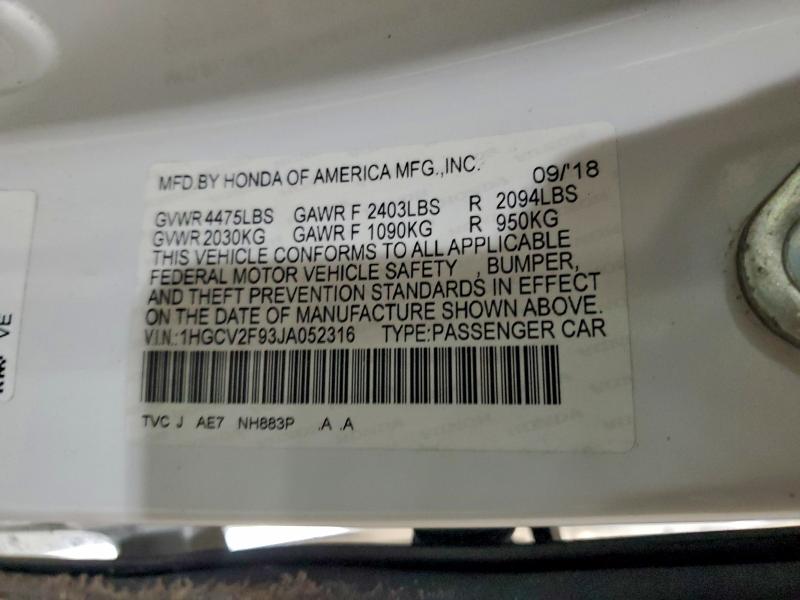 MFD.BY HONDA OF AMERICA MFG.,INC. 09/'18
GVWR 4475LBS GAWR F 2403LBS R 2094LBS
GVWR 2030KG GAWR F 1090KG R 950KG
THIS VEHICLE CONFORMS TO ALL APPLICABLE
FEDERAL MOTOR VEHICLE SAFETY , BUMPER,
AND THEFT PREVENTION STANDARDS IN EFFECT
ON THE DATE OF MANUFACTURE SHOWN ABOVE.
V.I.N.:1HGCV2F93JA052316 TYPE:PASSENGER CAR
TVC J AE7 NH883P .A .A
VE